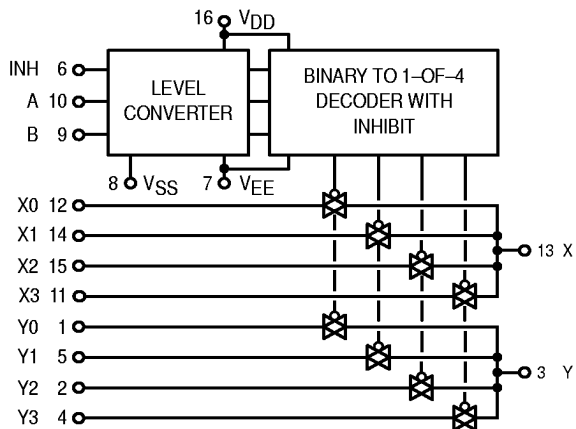 16 VDD
INH 6
A 10
B 9
LEVEL
CONVERTER
BINARY TO 1–OF–4
DECODER WITH
INHIBIT
8 VSS
7 VEE
X0 12
X1 14
X2 15
X3 11
13 X
Y0 1
Y1 5
Y2 2
Y3 4
3 Y